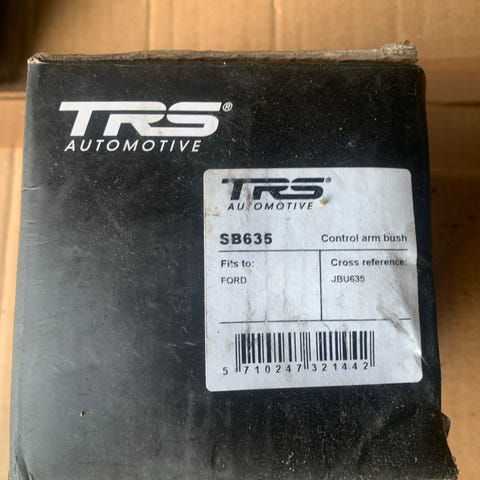 TRS®
AUTOMOTIVE
TRS®
AUTOMOTIVE
SB635 Control arm bush
Fits to: Cross reference:
FORD JBU635
5 710247 321442